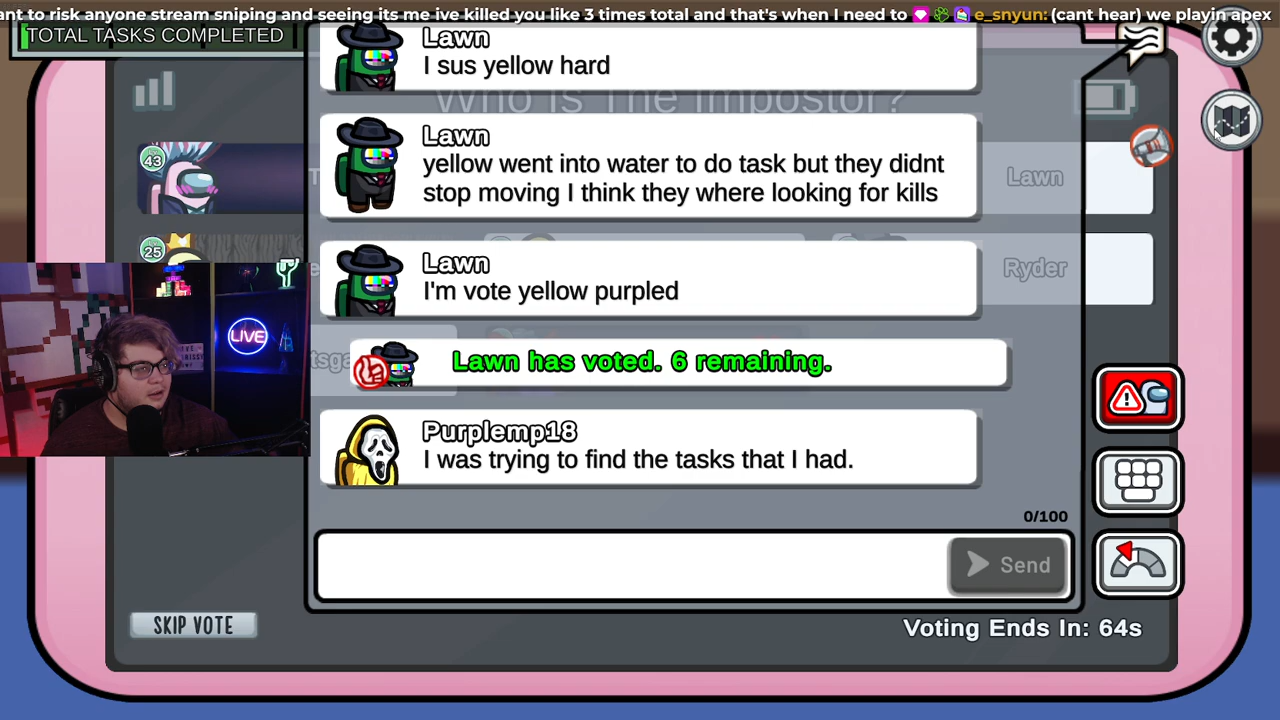 ant to risk anyone stream sniping and seeing its me ive killed you like 3 times total and that's when I need to e_snyun: (cant hear) we playin apex
TOTAL TASKS COMPLETED
Who Is The Impostor?
Lawn
I sus yellow hard
43
Lawn
yellow went into water to do task but they didnt
stop moving I think they where looking for kills
Lawn
25
Lawn
I'm vote yellow purpled
Ryder
LIVE
Lawn has voted. 6 remaining.
Purplemp18
I was trying to find the tasks that I had.
0/100
Send
SKIP VOTE
Voting Ends In: 64s